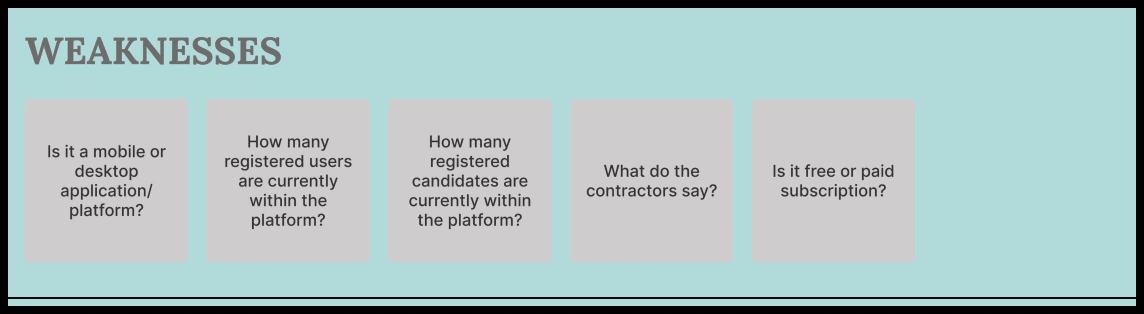 WEAKNESSES
Is it a mobile or
desktop
application/
platform?
How many
registered users
are currently
within the
platform?
How many
registered
candidates are
currently within
the platform?
What do the
contractors say?
Is it free or paid
subscription?